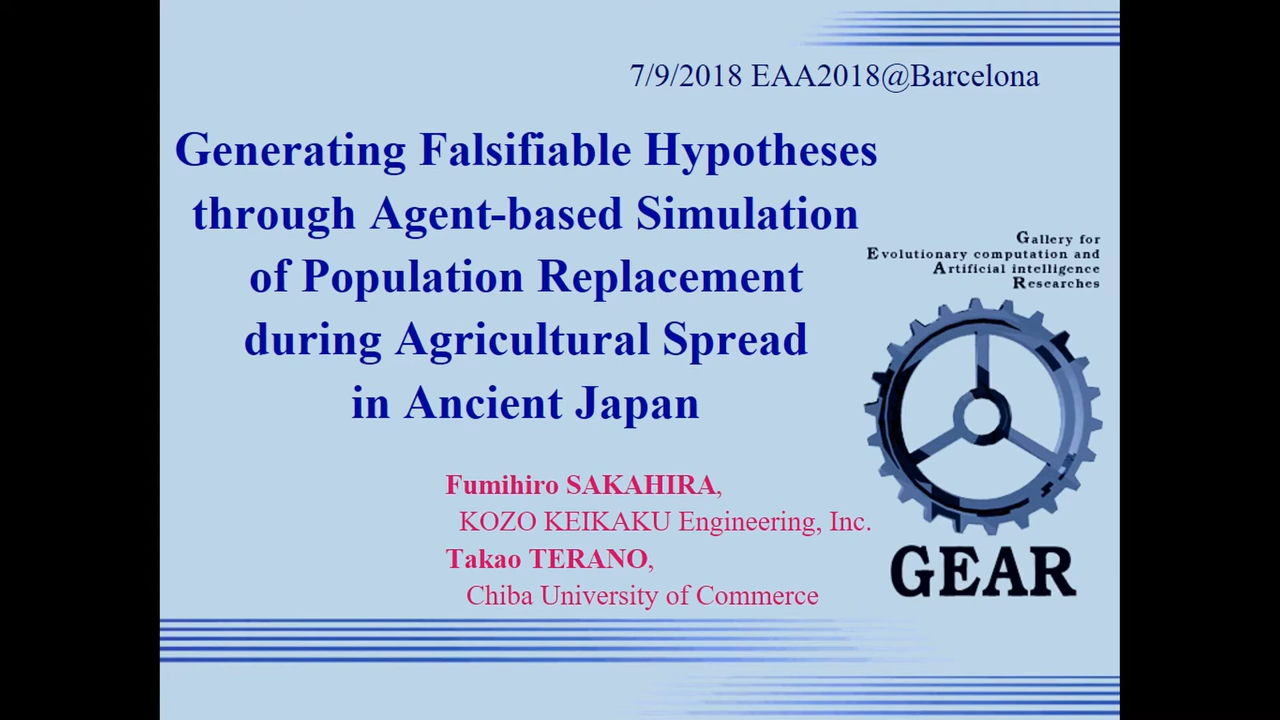 7/9/2018 EAA2018@Barcelona
Generating Falsifiable Hypotheses
through Agent-based Simulation
of Population Replacement
during Agricultural Spread
in Ancient Japan
Gallery for
Evolutionary computation and
Artificial intelligence
Researches
GEAR
Fumihiro SAKAHIRA,
KOZO KEIKAKU Engineering, Inc.
Takao TERANO,
Chiba University of Commerce